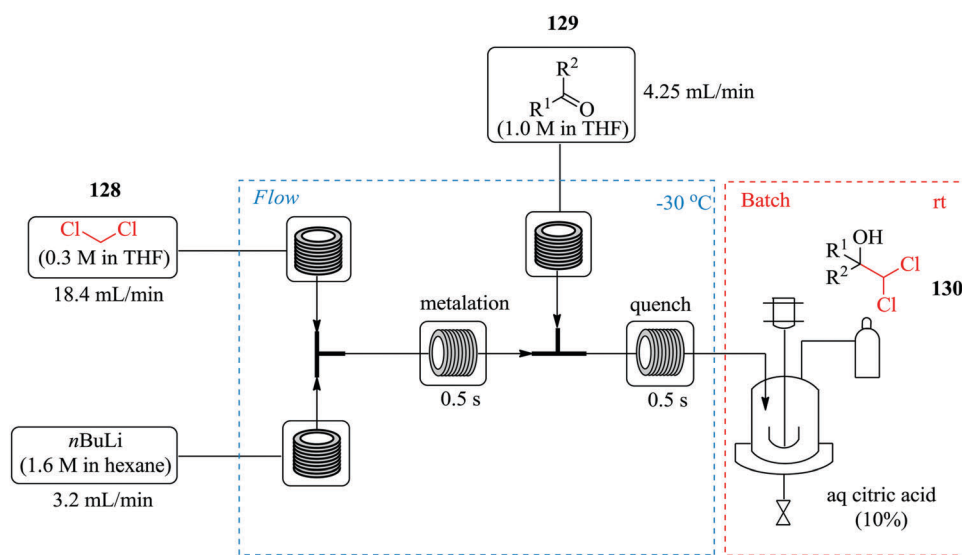 129
R²
R¹
O
(1.0 M in THF)
4.25 mL/min
128
Cl
Cl
(0.3 M in THF)
18.4 mL/min
Flow
-30 °C
Batch
rt
OH
R¹
R²
Cl
Cl
130
metalation
0.5 s
quench
0.5 s
nBuLi
(1.6 M in hexane)
3.2 mL/min
aq citric acid
(10%)